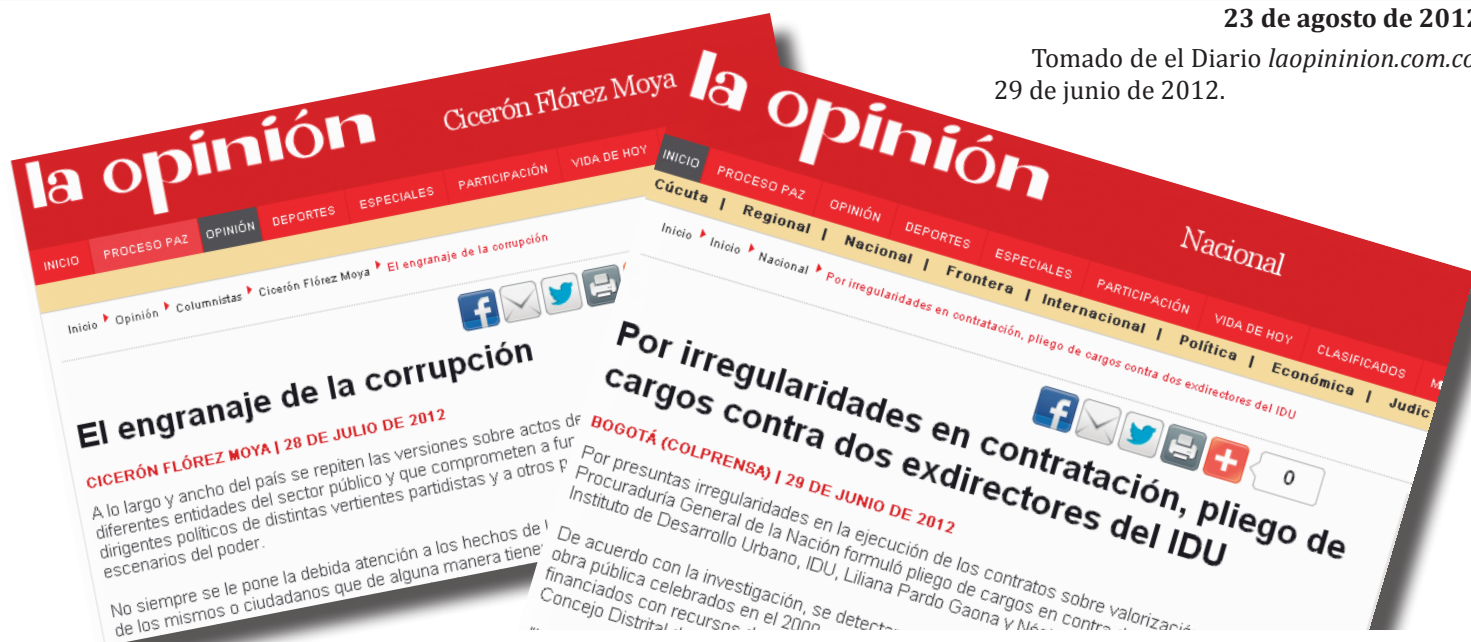 23 de agosto de 2012
Tomado de el Diario laopininion.com.co
29 de junio de 2012.
la opinión
Cicerón Flórez Moya
INICIO PROCESO PAZ OPINIÓN DEPORTES ESPECIALES PARTICIPACIÓN VIDA DE HOY
Inicio Opinión Columnistas Cicerón Flórez Moya El engranaje de la corrupción
El engranaje de la corrupción
CICERÓN FLÓREZ MOYA | 28 DE JULIO DE 2012
A lo largo y ancho del país se repiten las versiones sobre actos de
diferentes entidades del sector público y que comprometen a
dirigentes políticos de distintas vertientes partidistas y a otros
escenarios del poder.
No siempre se le pone la debida atención a los hechos de
de los mismos o ciudadanos que de alguna manera
la opinión
Nacional
INICIO PROCESO PAZ OPINIÓN DEPORTES ESPECIALES PARTICIPACIÓN VIDA DE HOY CLASIFICADOS
Cúcuta | Regional | Nacional | Frontera | Internacional | Política | Económica |
Inicio Inicio Nacional Por irregularidades en contratación, pliego de cargos contra dos exdirectores del IDU
0
Por irregularidades en contratación, pliego de
cargos contra dos exdirectores del IDU
BOGOTÁ (COLPRENSA) | 29 DE JUNIO DE 2012
Por presuntas irregularidades en la ejecución de los contratos sobre
Procuraduría General de la Nación formuló pliego de cargos en contra
Instituto de Desarrollo Urbano, IDU, Liliana Pardo Gaona y
De acuerdo con la investigación, se
obra pública celebrados en el
financiados con recursos
Concejo Distrital